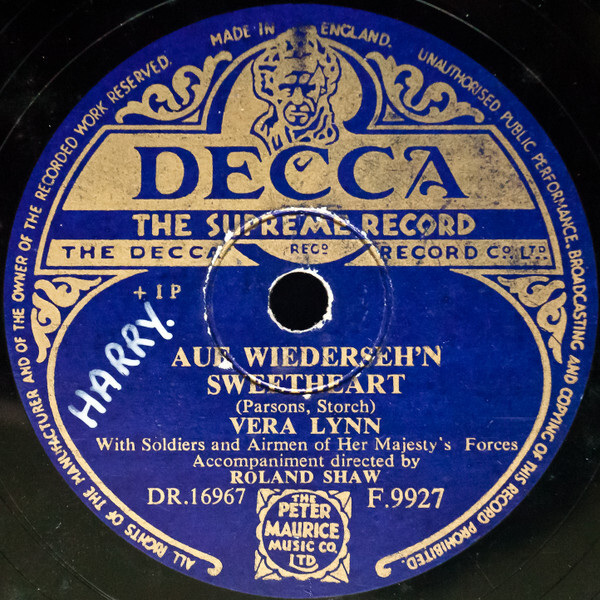 ALL RIGHTS OF THE MANUFACTURER AND OF THE OWNER OF THE RECORDED WORK RESERVED.
MADE IN ENGLAND.
UNAUTHORISED PUBLIC PERFORMANCE, BROADCASTING AND COPYING OF THIS RECORD PROHIBITED.
DECCA
THE SUPREME RECORD
THE DECCA REC° RECORD C° LTD
+ 1 P
HARRY.
AUF WIEDERSEH'N
SWEETHEART
(Parsons, Storch)
VERA LYNN
With Soldiers and Airmen of Her Majesty's Forces
Accompaniment directed by
ROLAND SHAW
DR.16967 F.9927
THE
PETER
MAURICE
MUSIC CO.
LTD